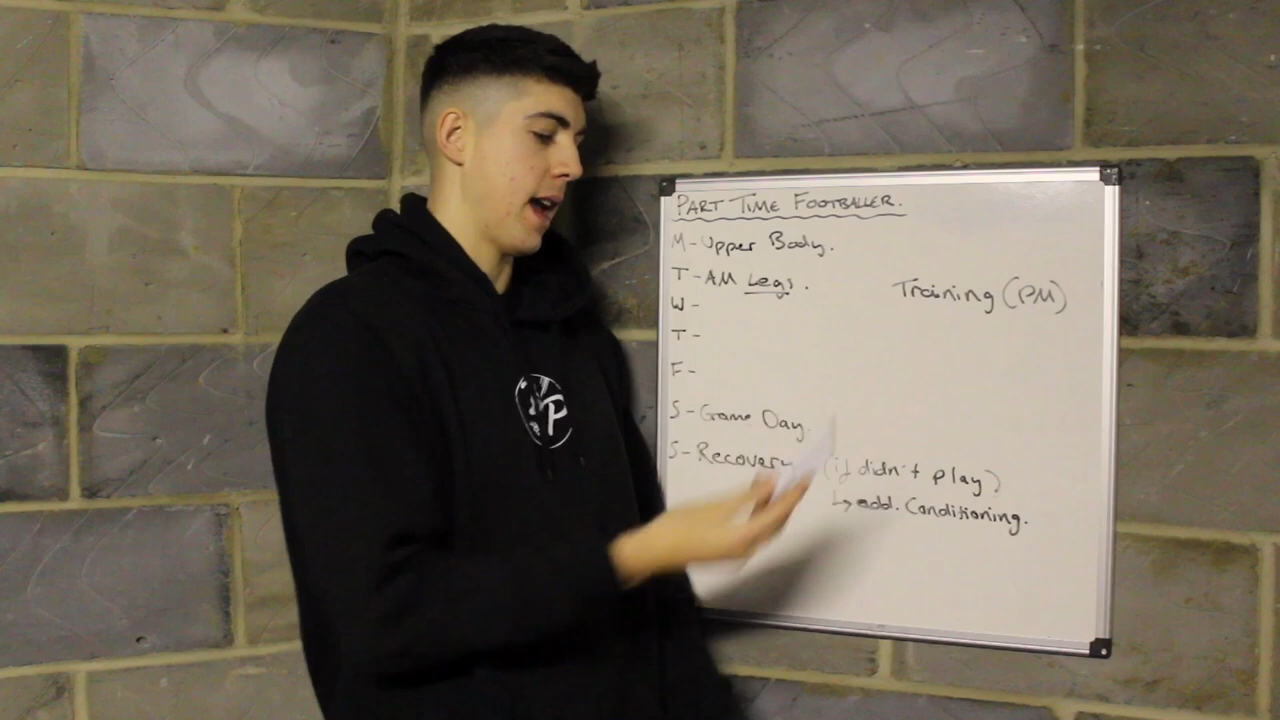 PART TIME FOOTBALLER.
M - Upper Body.
T - AM Legs. Training (PM)
W -
T -
F -
S - Game Day.
S - Recovery (if didn't play)
↳ add. Conditioning.
P